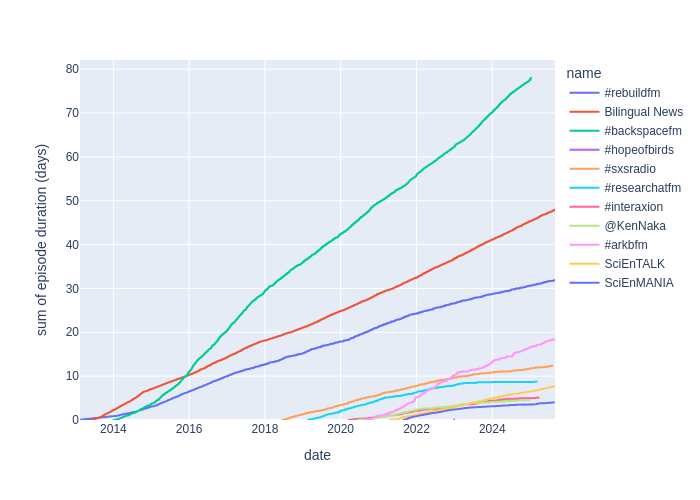 sum of episode duration (days)
80
70
60
50
40
30
20
10
0
2014
2016
2018
2020
2022
2024
date
name
#rebuildfm
Bilingual News
#backspacefm
#hopeofbirds
#sxsradio
#researchatfm
#interaxion
@KenNaka
#arkbfm
SciEnTALK
SciEnMANIA